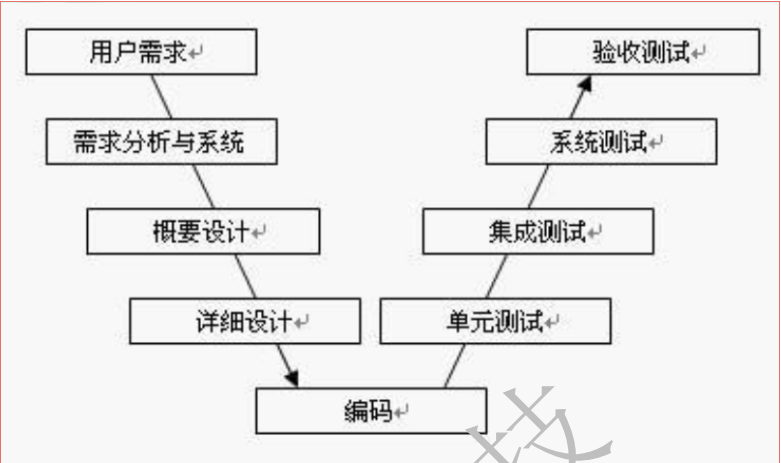 用户需求
验收测试
需求分析与系统
系统测试
概要设计
集成测试
详细设计
单元测试
编码
技